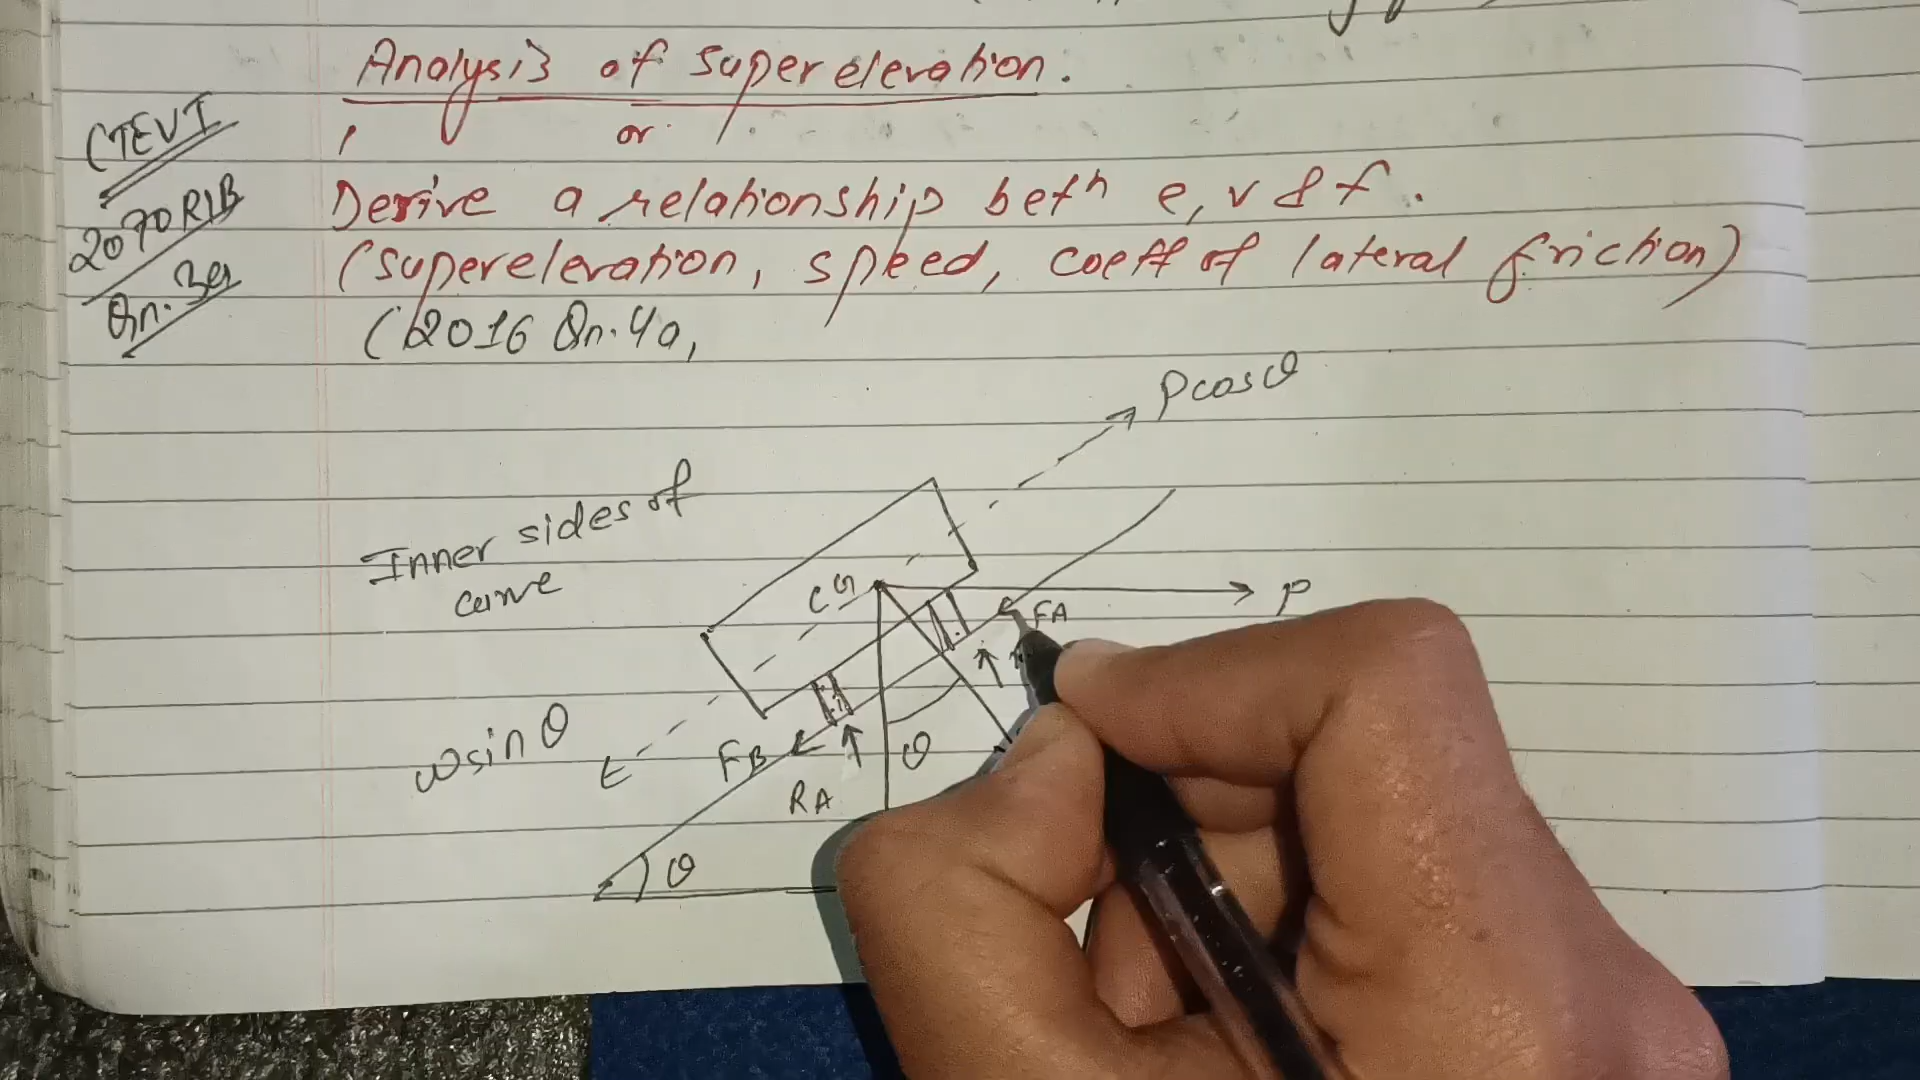 Analysis of Superelevation.
or
CTEVT
2070 R/B
Qn. 3a
Derive a relationship betn e, v & f.
(superelevation, speed, coeff of lateral friction)
(2016 Qn. 4a,
Pcosθ
Inner sides of
curve
CG
P
FA
wsinθ
FB
θ
RA
θ